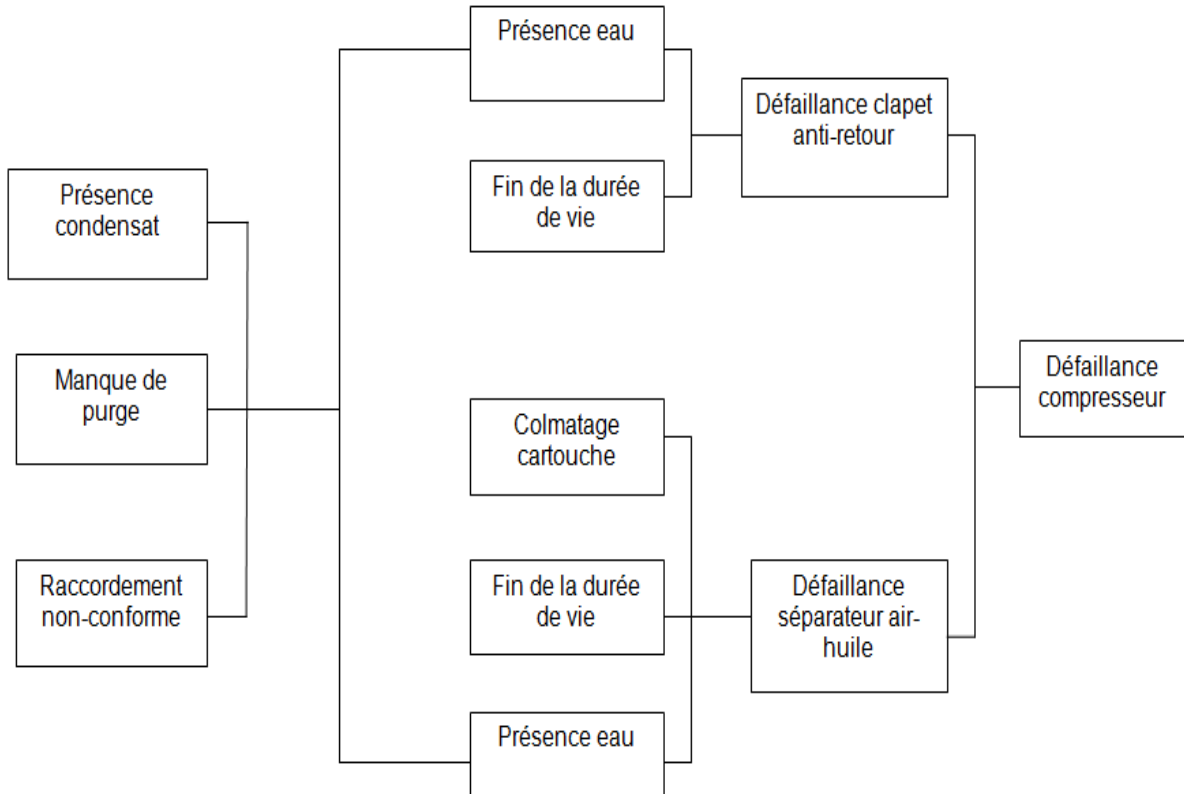 Présence eau
Défaillance clapet
anti-retour
Fin de la durée
de vie
Présence
condensat
Manque de
purge
Raccordement
non-conforme
Colmatage
cartouche
Fin de la durée
de vie
Présence eau
Défaillance
séparateur air-
huile
Défaillance
compresseur